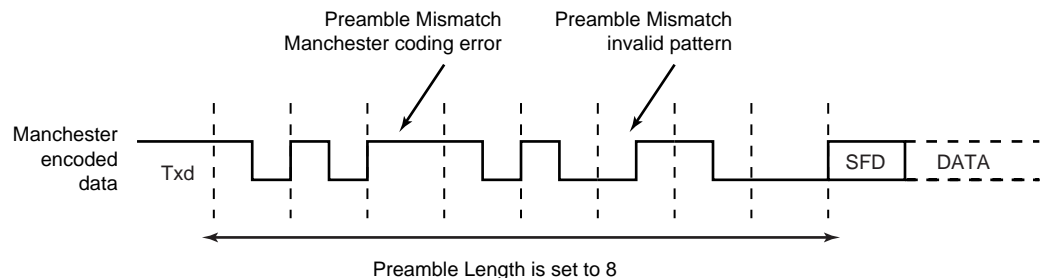 Preamble Mismatch
Manchester coding error
Preamble Mismatch
invalid pattern
Manchester
encoded
data
Txd
SFD
DATA
Preamble Length is set to 8